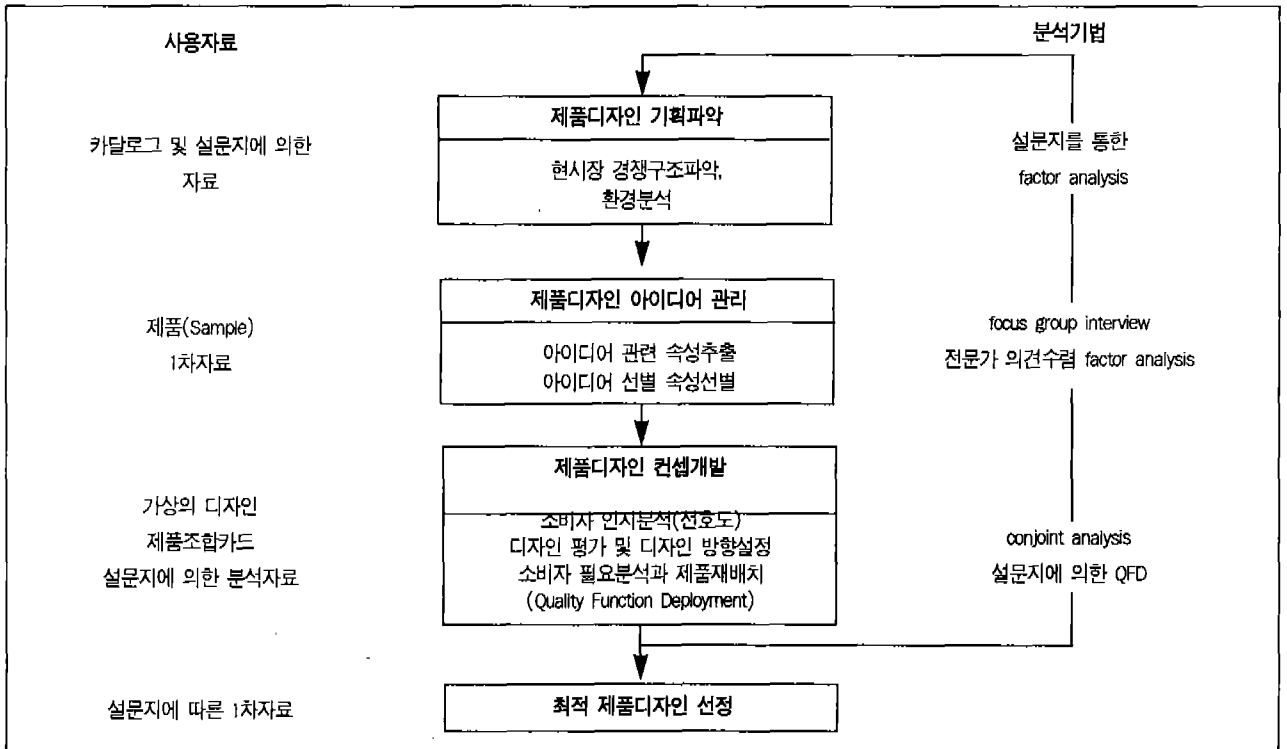 사용자료
분석기법
제품디자인 기획파악
카달로그 및 설문지에 의한
자료
현시장 경쟁구조파악,
환경분석
설문지를 통한
factor analysis
제품디자인 아이디어 관리
제품(Sample)
1차자료
아이디어 관련 속성추출
아이디어 선별 속성선별
focus group interview
전문가 의견수렴 factor analysis
제품디자인 컨셉개발
가상의 디자인
제품조합카드
설문지에 의한 분석자료
소비자 인지분석(선호도)
디자인 평가 및 디자인 방향설정
소비자 필요분석과 제품재배치
(Quality Function Deployment)
conjoint analysis
설문지에 의한 QFD
설문지에 따른 1차자료
최적 제품디자인 선정